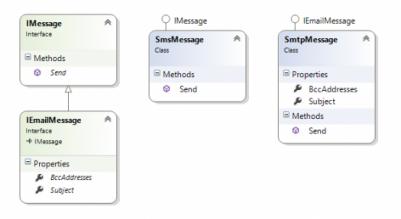 IMessage
Interface
Methods
Send
IEmailMessage
Interface
IMessage
Properties
BccAddresses
Subject
IMessage
SmsMessage
Class
Methods
Send
IEmailMessage
SmtpMessage
Class
Properties
BccAddresses
Subject
Methods
Send